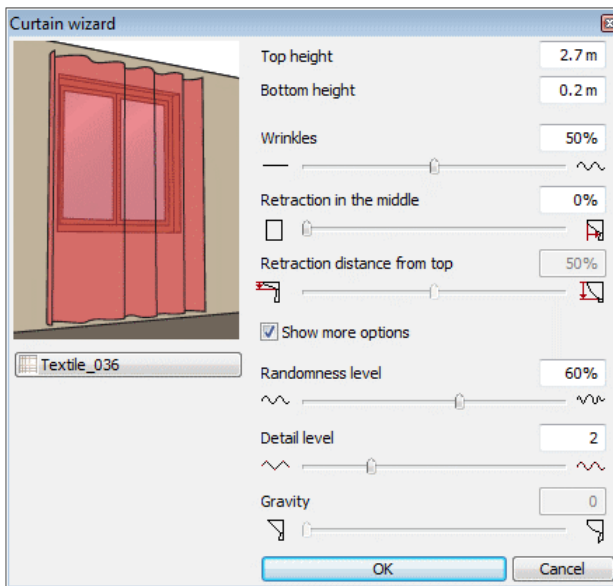 Curtain wizard
Top height 2.7 m
Bottom height 0.2 m
Wrinkles 50%
Retraction in the middle 0%
Retraction distance from top 50%
Show more options
Textile_036
Randomness level 60%
Detail level 2
Gravity 0
OK Cancel